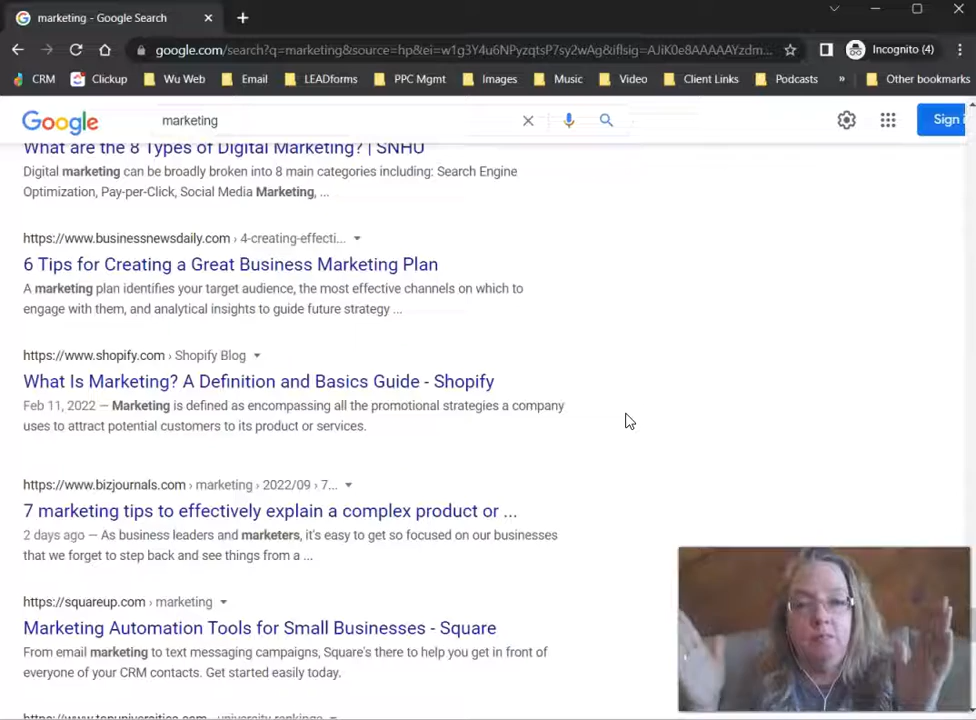 marketing - Google Search
google.com/search?q=marketing&source=hp&ei=w1g3Y4u6NPyzqtsP7sy2wAg&iflsig=AJiK0e8AAAAAYzdm...
Incognito (4)
CRM Clickup Wu Web Email LEADforms PPC Mgmt Images Music Video Client Links Podcasts » Other bookmarks
Google marketing Sign i
What are the 8 Types of Digital Marketing? | SNHU
Digital marketing can be broadly broken into 8 main categories including: Search Engine
Optimization, Pay-per-Click, Social Media Marketing, ...
https://www.businessnewsdaily.com › 4-creating-effecti...
6 Tips for Creating a Great Business Marketing Plan
A marketing plan identifies your target audience, the most effective channels on which to
engage with them, and analytical insights to guide future strategy ...
https://www.shopify.com › Shopify Blog
What Is Marketing? A Definition and Basics Guide - Shopify
Feb 11, 2022 — Marketing is defined as encompassing all the promotional strategies a company
uses to attract potential customers to its product or services.
https://www.bizjournals.com › marketing › 2022/09 › 7...
7 marketing tips to effectively explain a complex product or ...
2 days ago — As business leaders and marketers, it's easy to get so focused on our businesses
that we forget to step back and see things from a ...
https://squareup.com › marketing
Marketing Automation Tools for Small Businesses - Square
From email marketing to text messaging campaigns, Square's there to help you get in front of
everyone of your CRM contacts. Get started easily today.
https://www.topuniversities.com › university-rankings